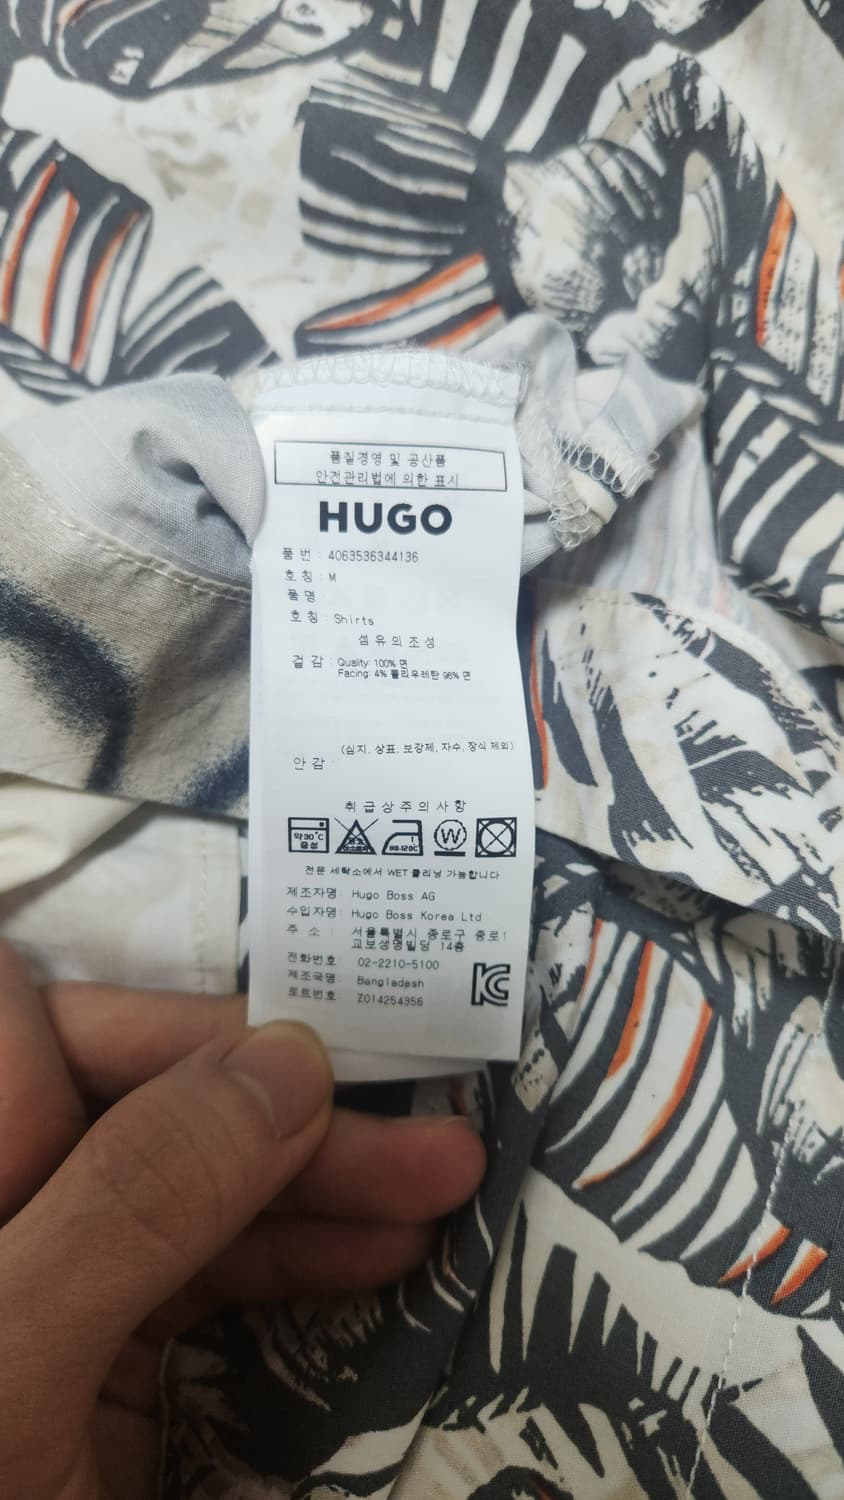 품질경영 및 공산품
안전관리법에 의한 표시
HUGO
품 번 : 4063536344136
호 칭 : M
품 명 :
호 칭 : Shirts
섬유의조성
겉 감 : Quality: 100% 면
Facing: 4% 폴리우레탄 96% 면
(심지, 상표, 보강제, 자수, 장식 제외)
안 감 :
취급상주의사항
약30℃
중성
80-120C
W
전문 세탁소에서 WET 클리닝 가능합니다
제조자명: Hugo Boss AG
수입자명: Hugo Boss Korea Ltd
주 소 : 서울특별시 종로구 종로1
교보생명빌딩 14층
전화번호 02-2210-5100
제조국명: Bangladesh
로트번호: Z014254356